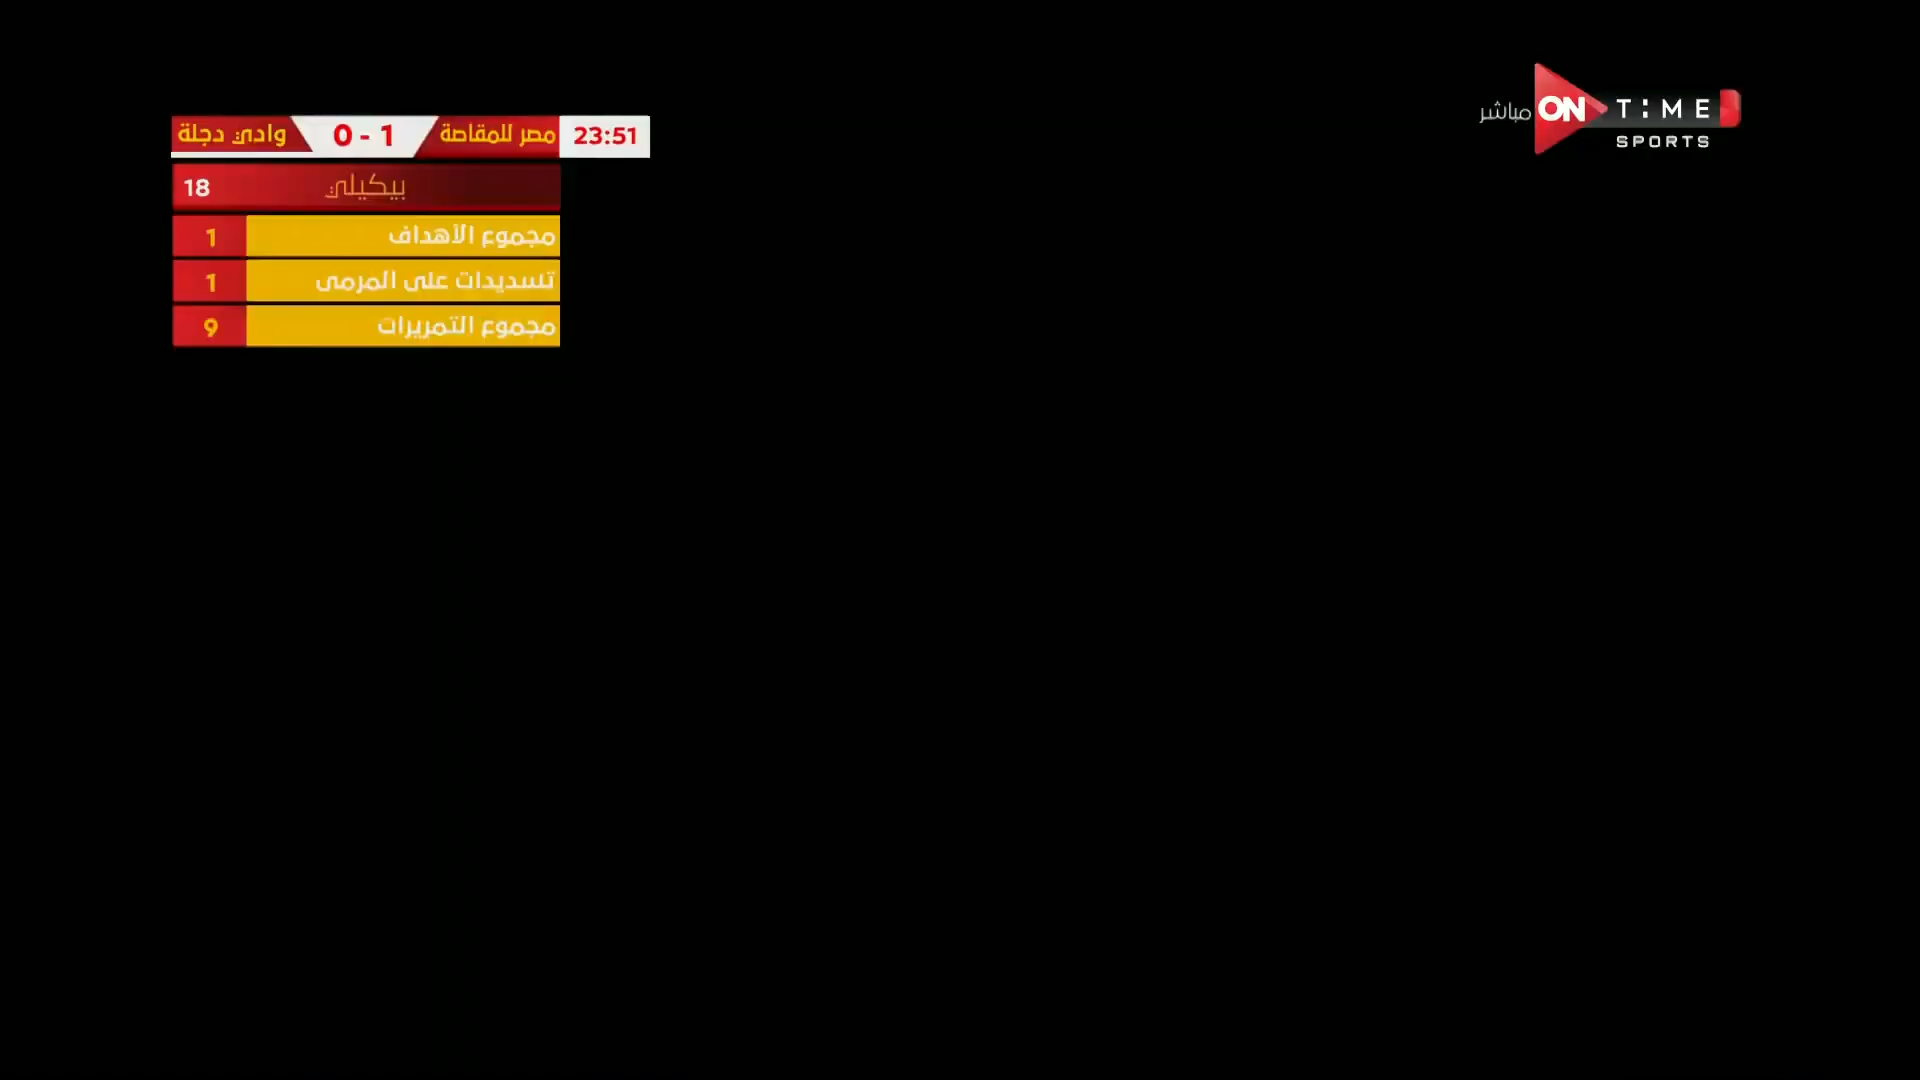 23:51 مصر للمقاصة 1 - 0 وادي دجلة
بيكيلي 18
مجموع الأهداف 1
تسديدات على المرمى 1
مجموع التمريرات 9
مباشر ON TIME
SPORTS